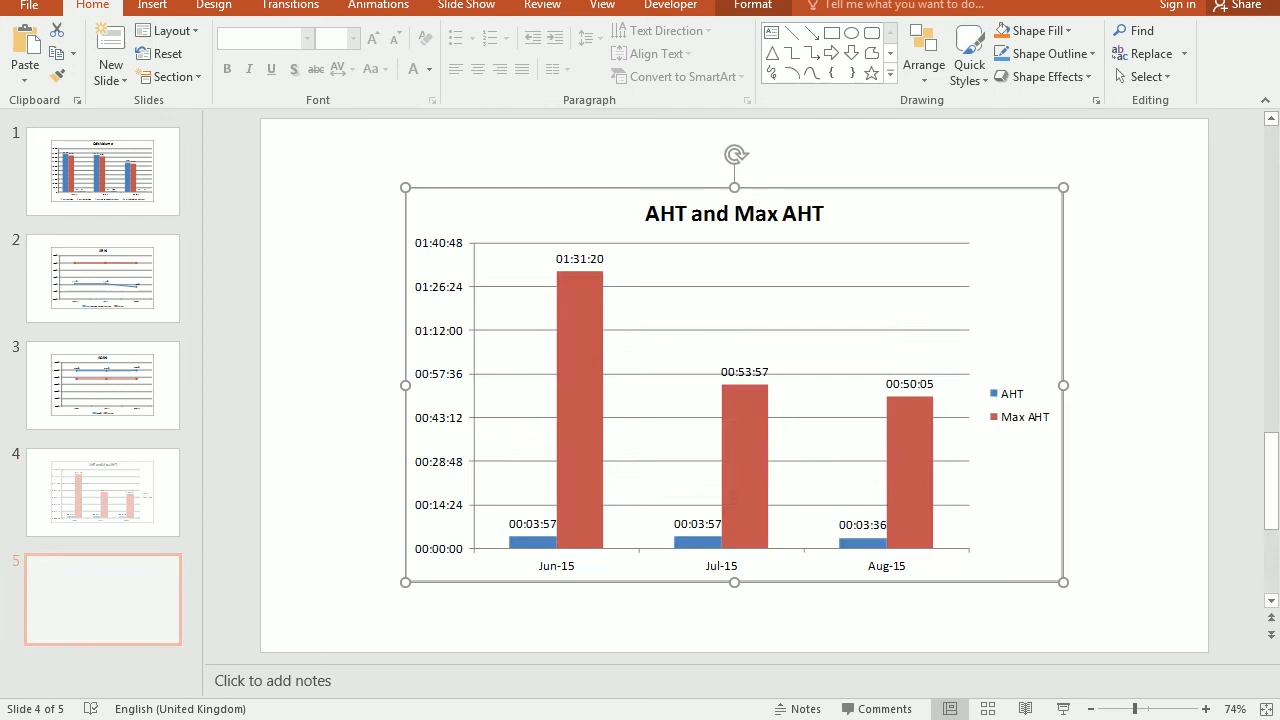 File Home Insert Design Transitions Animations Slide Show Review View Developer Format Tell me what you want to do... Sign in Share
Paste
Clipboard
New
Slide
Layout
Reset
Section
Slides
B I U S abc AV Aa A
Font
Text Direction
Align Text
Convert to SmartArt
Paragraph
Arrange
Quick
Styles
Shape Fill
Shape Outline
Shape Effects
Drawing
Find
Replace
Select
Editing
1
2
3
4
5
AHT and Max AHT
01:40:48
01:26:24
01:12:00
00:57:36
00:43:12
00:28:48
00:14:24
00:00:00
01:31:20
00:53:57
00:50:05
00:03:57
00:03:57
00:03:36
Jun-15
Jul-15
Aug-15
AHT
Max AHT
Click to add notes
Slide 4 of 5 English (United Kingdom) Notes Comments 74%